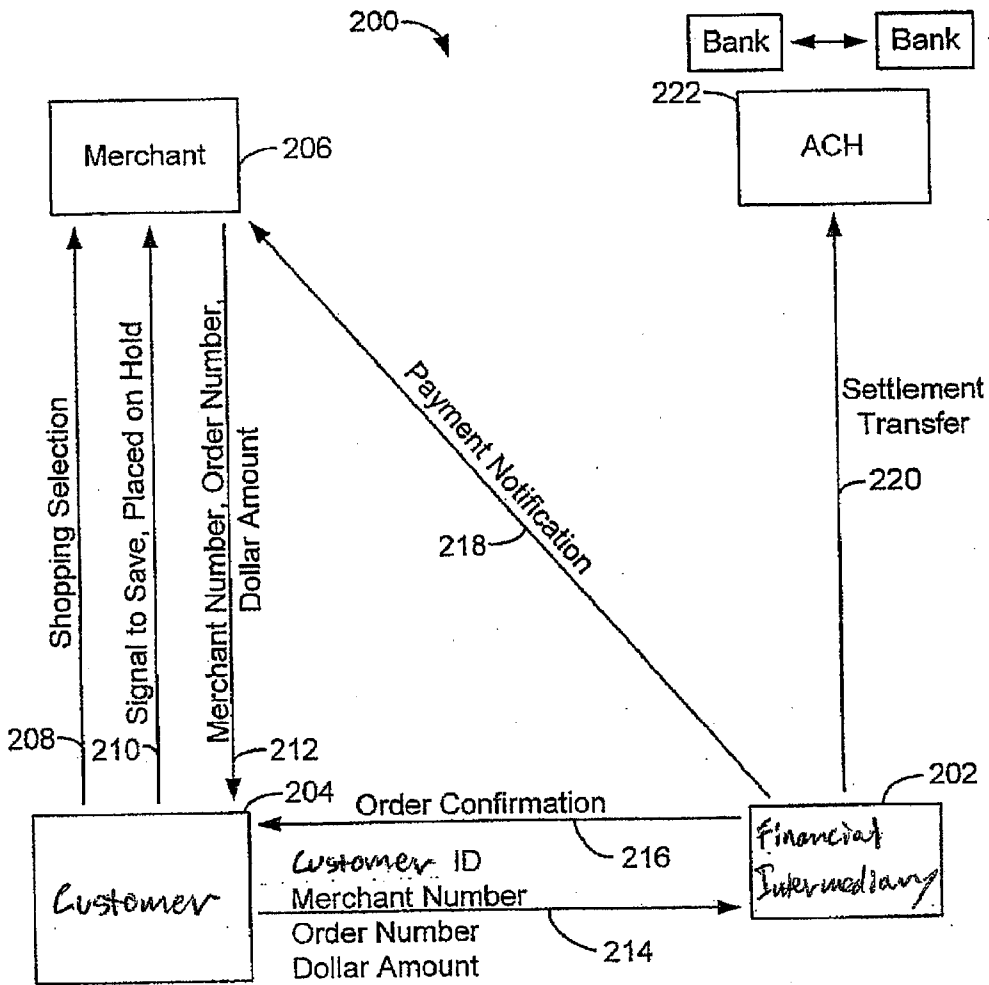 200
Bank
Bank
222
ACH
Merchant
206
Shopping Selection
Signal to Save, Placed on Hold
Merchant Number, Order Number,
Dollar Amount
Payment Notification
218
Settlement
Transfer
220
208
210
212
204
202
Order Confirmation
216
Customer
Customer ID
Merchant Number
Order Number
Dollar Amount
214
Financial
Intermediary